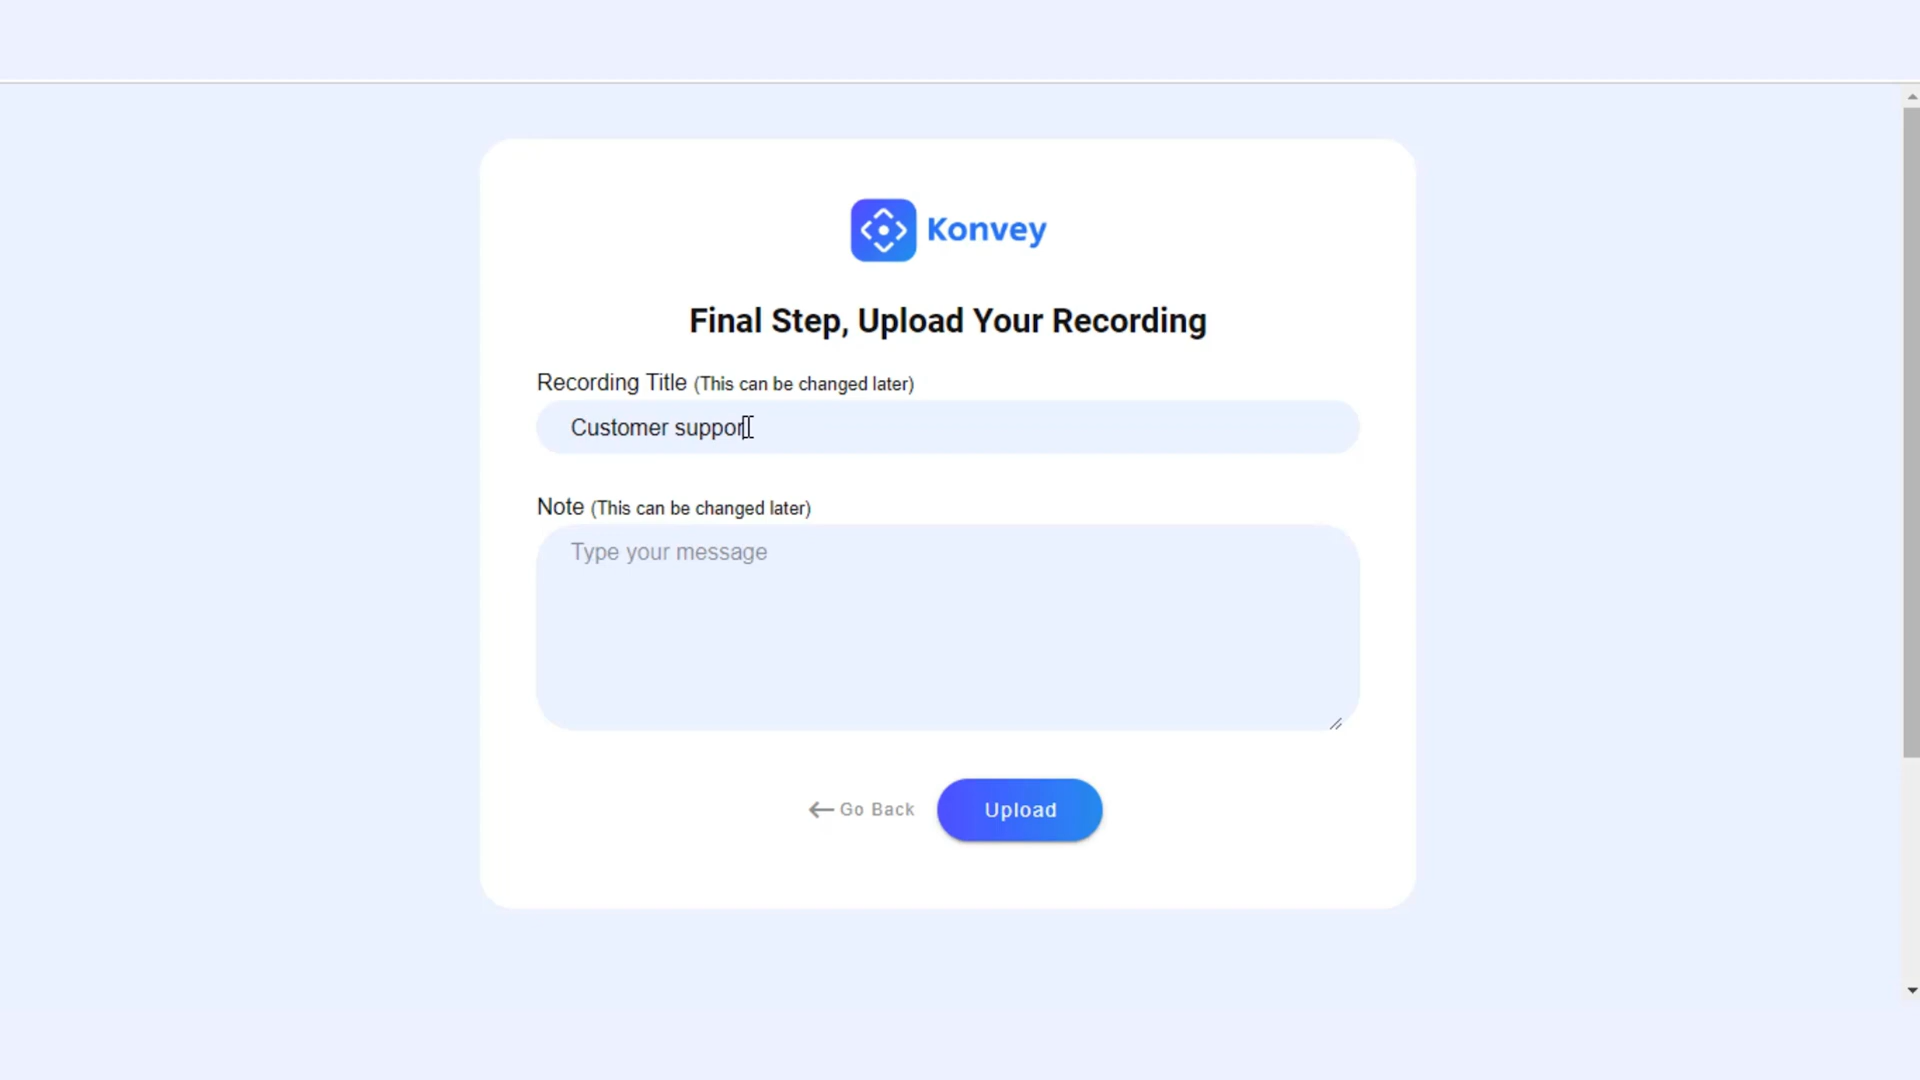 Konvey
Final Step, Upload Your Recording
Recording Title (This can be changed later)
Customer suppor
Note (This can be changed later)
Type your message
Go Back
Upload